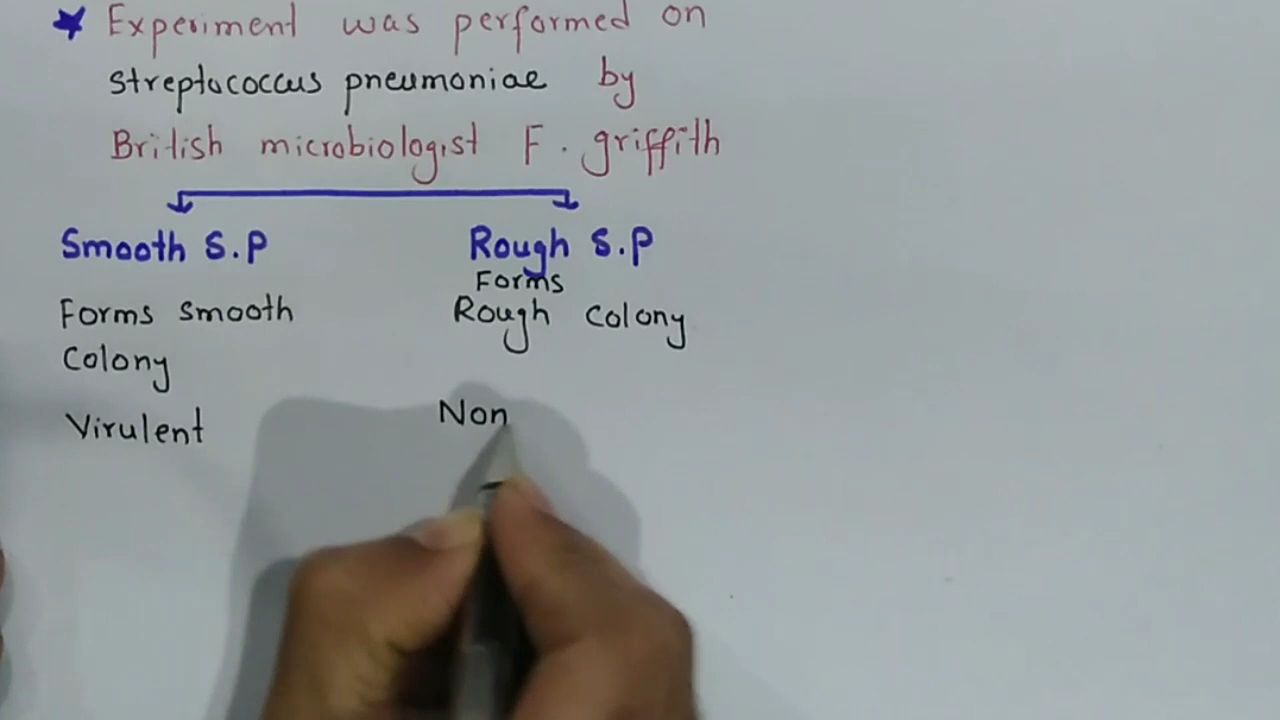 Experiment was performed on
streptococcus pneumoniae by
British microbiologist F. griffith
Smooth S.P
Rough S.P
Forms smooth
Colony
Forms
Rough Colony
Virulent
Non